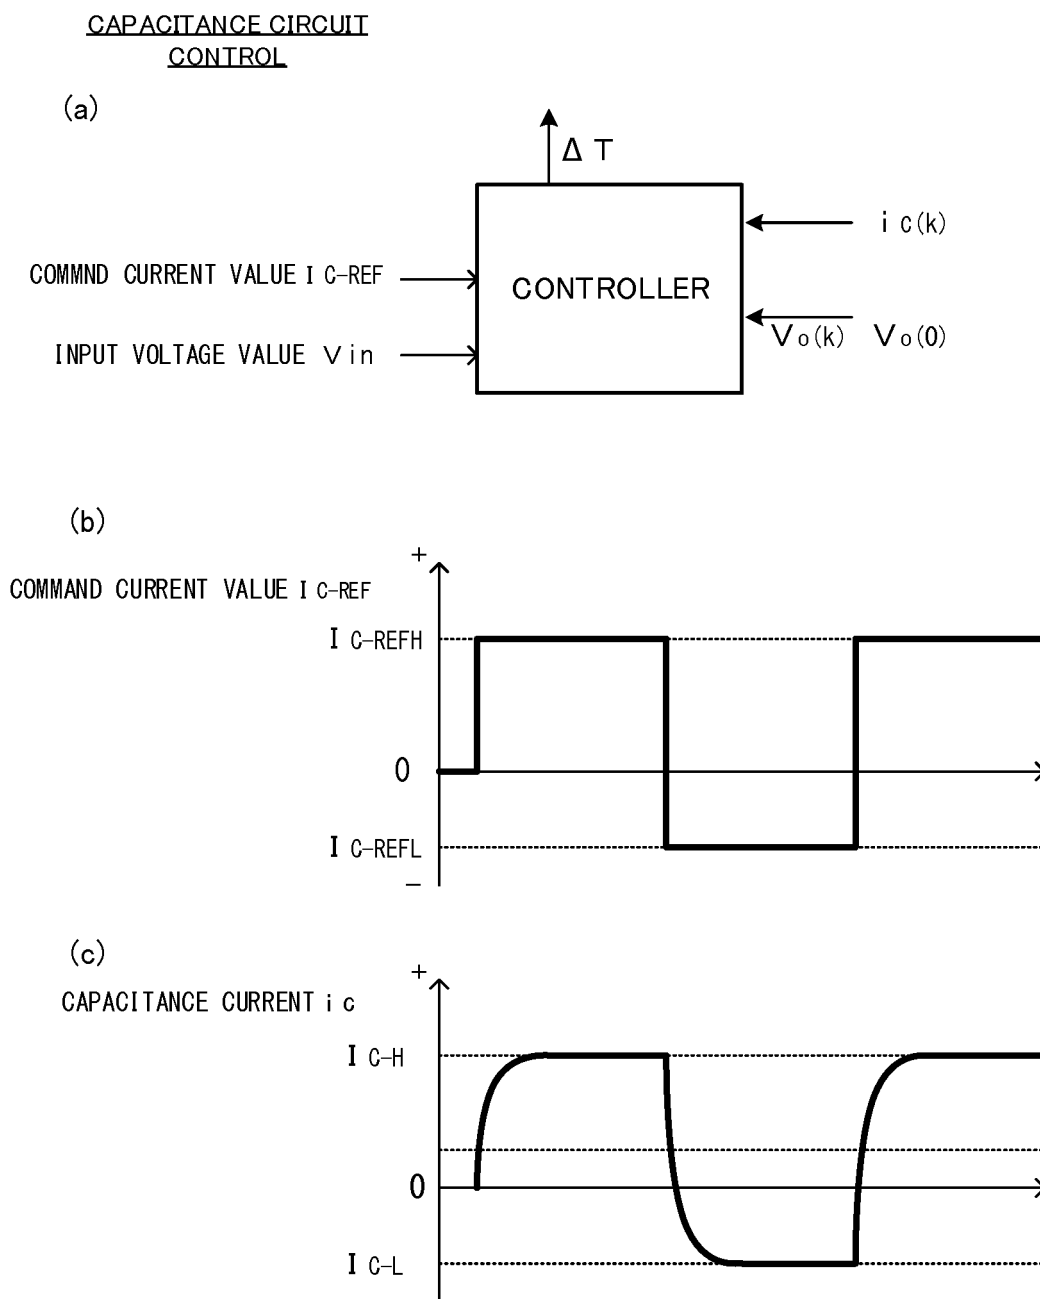 CAPACITANCE CIRCUIT
CONTROL
(a)
Δ T
i c(k)
COMMND CURRENT VALUE I C-REF
CONTROLLER
Vo(k) Vo(0)
INPUT VOLTAGE VALUE Vin
(b)
+
COMMAND CURRENT VALUE I C-REF
I C-REFH
0
I C-REFL
−
(c)
+
CAPACITANCE CURRENT i c
I C-H
0
I C-L